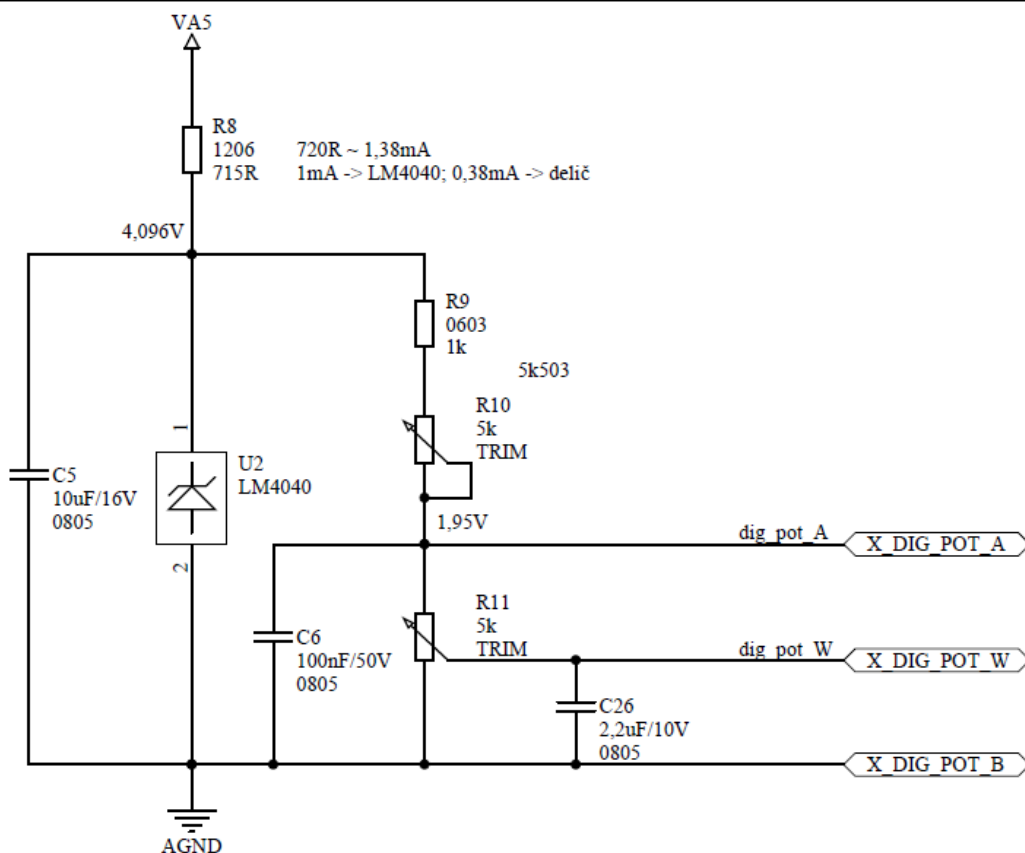 VA5
R8
1206
715R
720R ~ 1,38mA
1mA -> LM4040; 0,38mA -> delič
4,096V
R9
0603
1k
5k503
R10
5k
TRIM
1
U2
LM4040
2
C5
10uF/16V
0805
1,95V
dig_pot_A
X_DIG_POT_A
C6
100nF/50V
0805
R11
5k
TRIM
dig_pot_W
X_DIG_POT_W
C26
2,2uF/10V
0805
X_DIG_POT_B
AGND